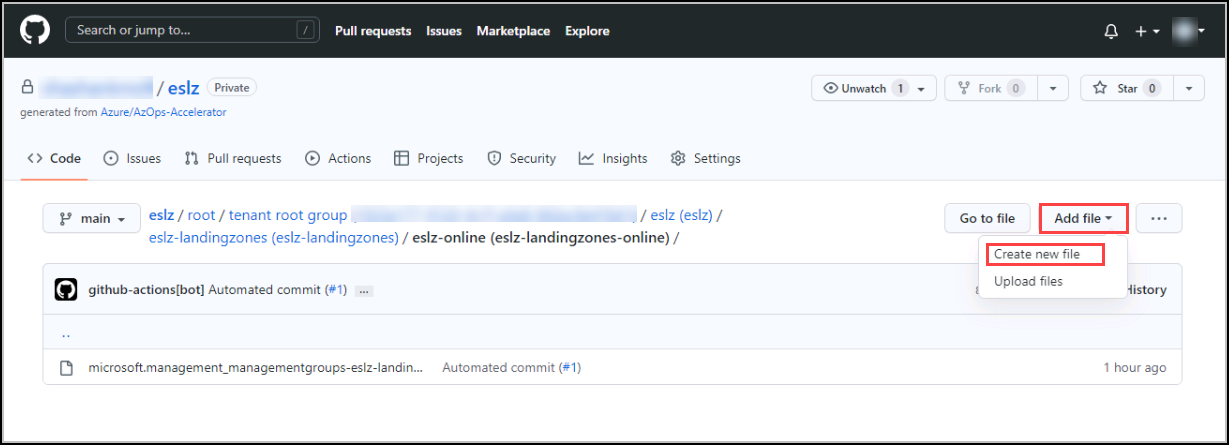 Search or jump to... / Pull requests Issues Marketplace Explore
/ eslz Private Unwatch 1 Fork 0 Star 0
generated from Azure/AzOps-Accelerator
Code Issues Pull requests Actions Projects Security Insights Settings
main eslz / root / tenant root group / eslz (eslz) / Go to file Add file ...
eslz-landingzones (eslz-landingzones) / eslz-online (eslz-landingzones-online) /
Create new file
Upload files
github-actions[bot] Automated commit (#1) ... History
..
microsoft.management_managementgroups-eslz-landin... Automated commit (#1) 1 hour ago